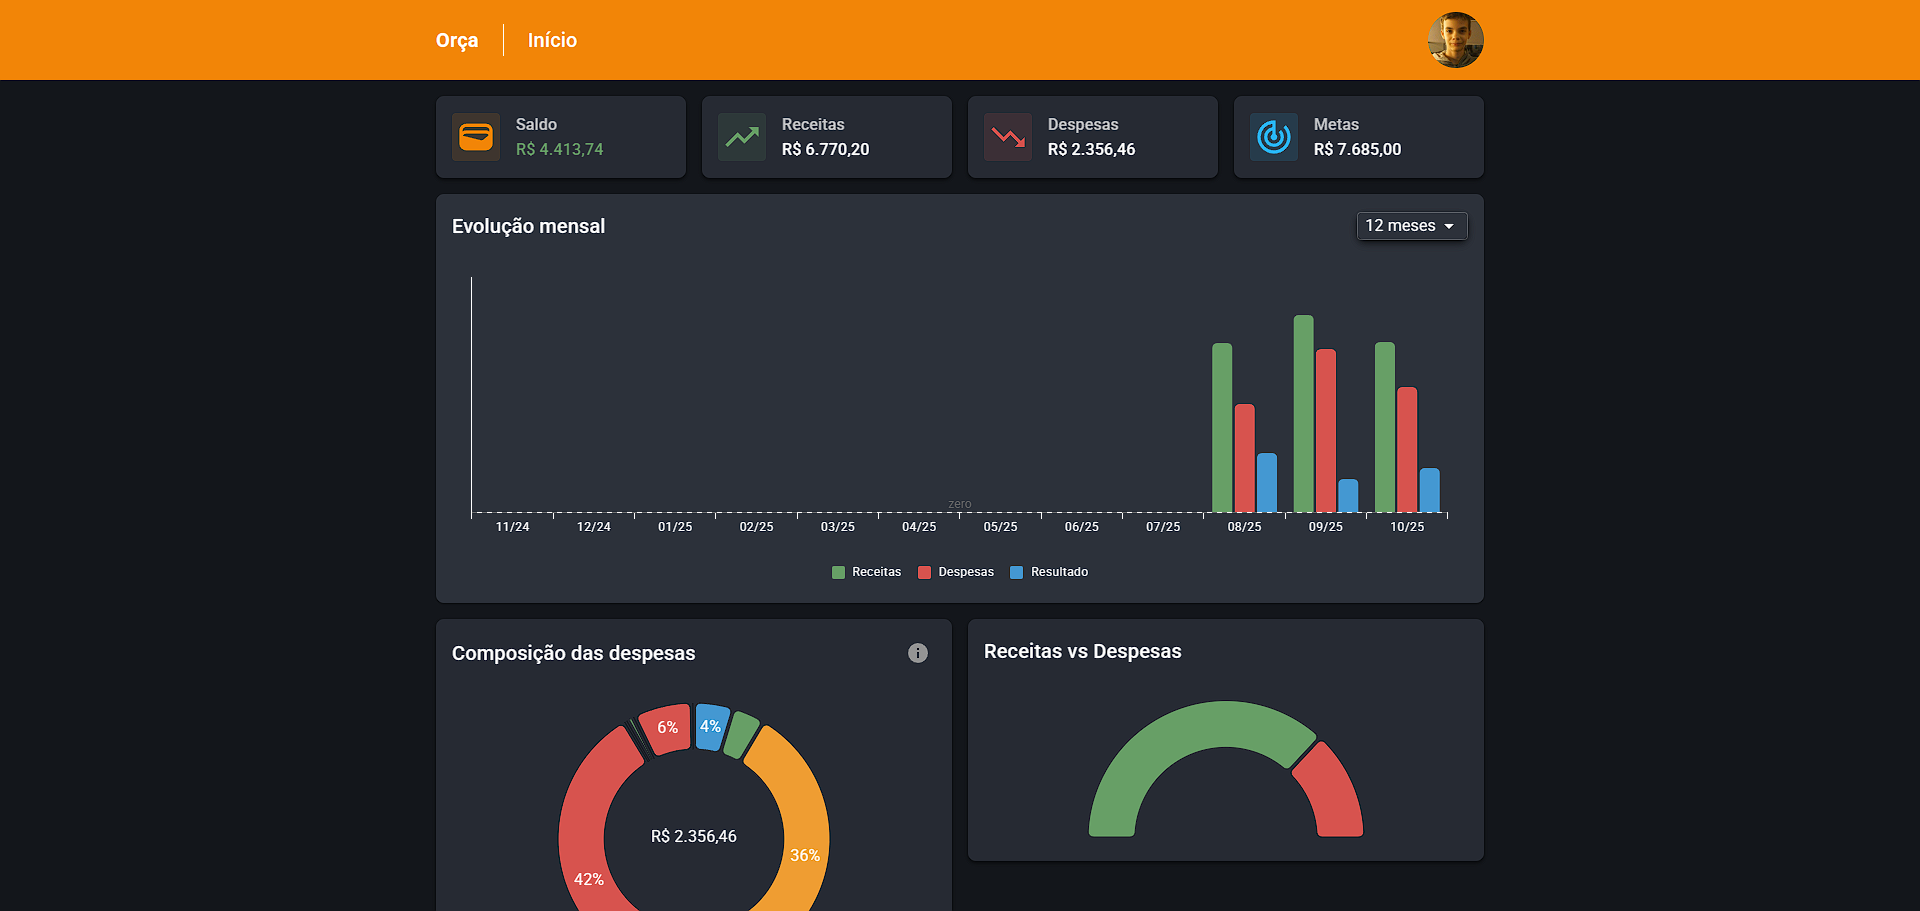 Orça
Início
Saldo
R$ 4.413,74
Receitas
R$ 6.770,20
Despesas
R$ 2.356,46
Metas
R$ 7.685,00
Evolução mensal
12 meses
zero
11/24 12/24 01/25 02/25 03/25 04/25 05/25 06/25 07/25 08/25 09/25 10/25
Receitas Despesas Resultado
Composição das despesas
6% 4%
R$ 2.356,46
36%
42%
Receitas vs Despesas